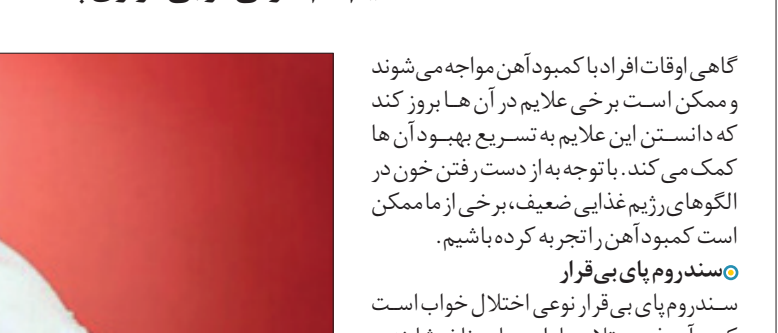 گاهی اوقات افراد با کمبود آهن مواجه می شوند
و ممکن است برخی علایم در آن ها بروز کند
که دانستن این علایم به تسریع بهبود آن ها
کمک می کند. با توجه به از دست رفتن خون در
الگوهای رژیم غذایی ضعیف، برخی از ما ممکن
است کمبود آهن را تجربه کرده باشیم.
سندروم پای بی قرار
سندروم پای بی قرار نوعی اختلال خواب است